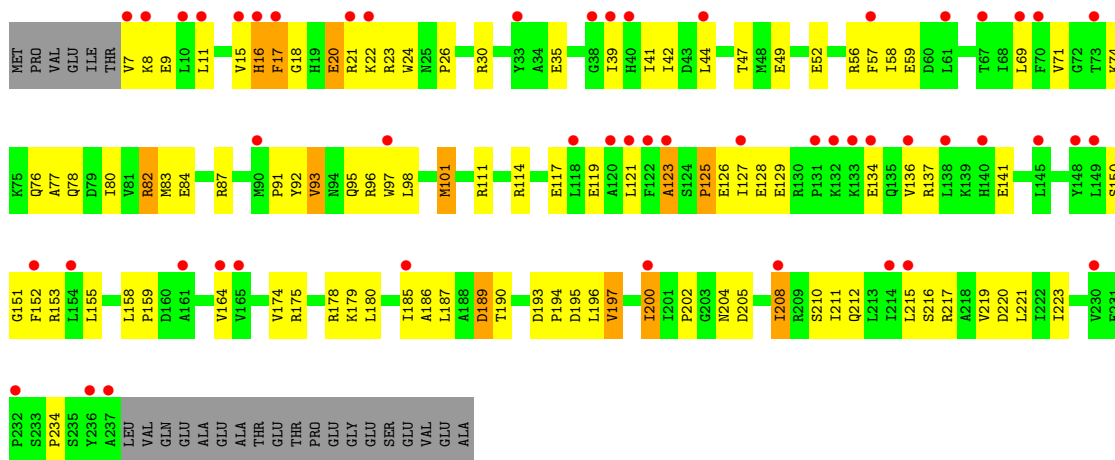 MET PRO VAL GLU ILE THR V7 K8 E9 L10 L11 V15 H16 F17 G18 H19 E20 R21 K22 R23 W24 N25 P26 R30 Y33 A34 E35 G38 I39 H40 I41 I42 D43 L44 T47 M48 E49 E52 R56 F57 I58 E59 D60 L61 T67 I68 L69 F70 V71 G72 T73 K74
K75 Q76 A77 Q78 D79 I80 V81 R82 M83 E84 R87 M90 P91 Y92 V93 N94 Q95 R96 W97 L98 M101 R111 R114 E117 L118 E119 A120 L121 F122 A123 S124 P125 E126 I127 E128 E129 R130 P131 K132 K133 E134 Q135 V136 R137 L138 K139 H140 E141 L145 Y148 L149 S150
G151 F152 R153 L154 L155 L158 P159 D160 A161 V164 V165 V174 R175 R178 K179 L180 I185 A186 L187 A188 D189 T190 D193 P194 D195 L196 V197 I200 I201 P202 G203 N204 D205 I208 R209 S210 I211 Q212 L213 I214 L215 S216 R217 A218 V219 D220 L221 I222 I223 V230
P232 S233 P234 S235 Y236 A237 LEU VAL GLN GLU ALA GLU ALA THR GLU THR PRO GLU GLY GLU SER GLU VAL GLU ALA